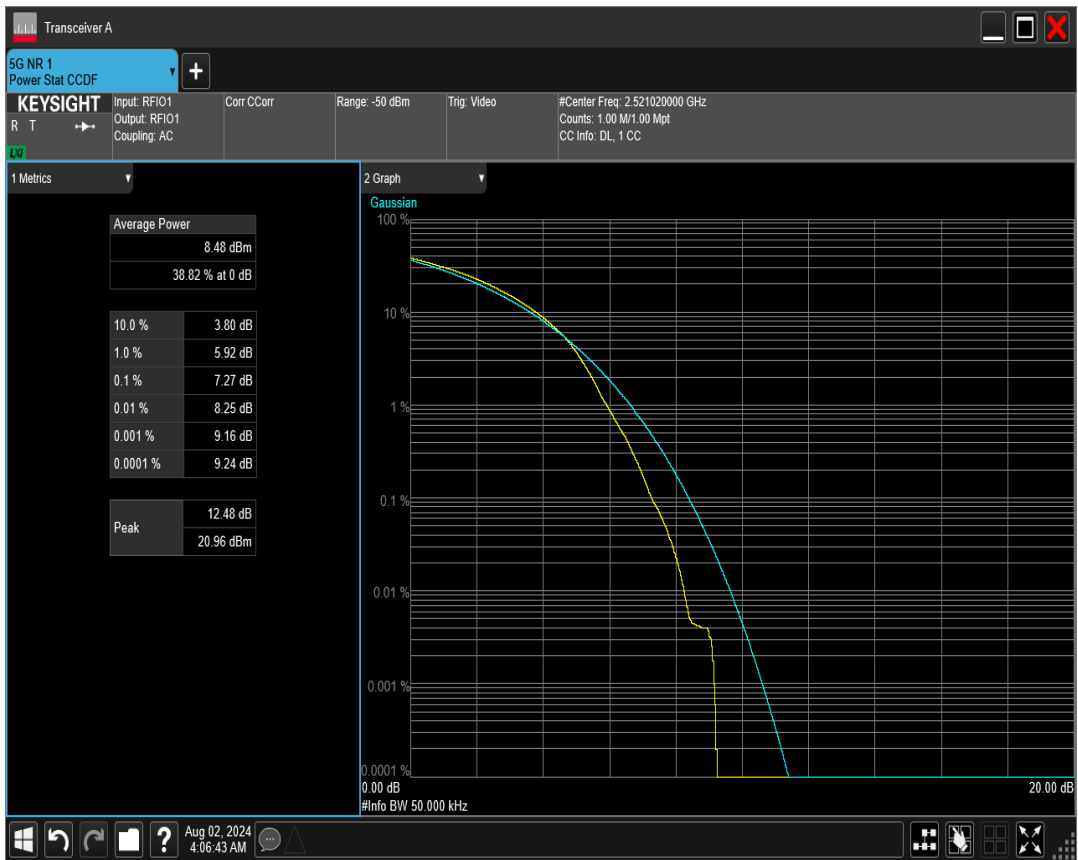 Transceiver A
5G NR 1
Power Stat CCDF
KEYSIGHT
R T
LXI
Input: RFIO1
Output: RFIO1
Coupling: AC
Corr CCorr
Range: -50 dBm
Trig: Video
#Center Freq: 2.521020000 GHz
Counts: 1.00 M/1.00 Mpt
CC Info: DL, 1 CC
1 Metrics
Average Power
8.48 dBm
38.82 % at 0 dB
10.0 % 3.80 dB
1.0 % 5.92 dB
0.1 % 7.27 dB
0.01 % 8.25 dB
0.001 % 9.16 dB
0.0001 % 9.24 dB
Peak
12.48 dB
20.96 dBm
2 Graph
Gaussian
100 %
10 %
1 %
0.1 %
0.01 %
0.001 %
0.0001 %
0.00 dB 20.00 dB
#Info BW 50.000 kHz
? Aug 02, 2024
4:06:43 AM